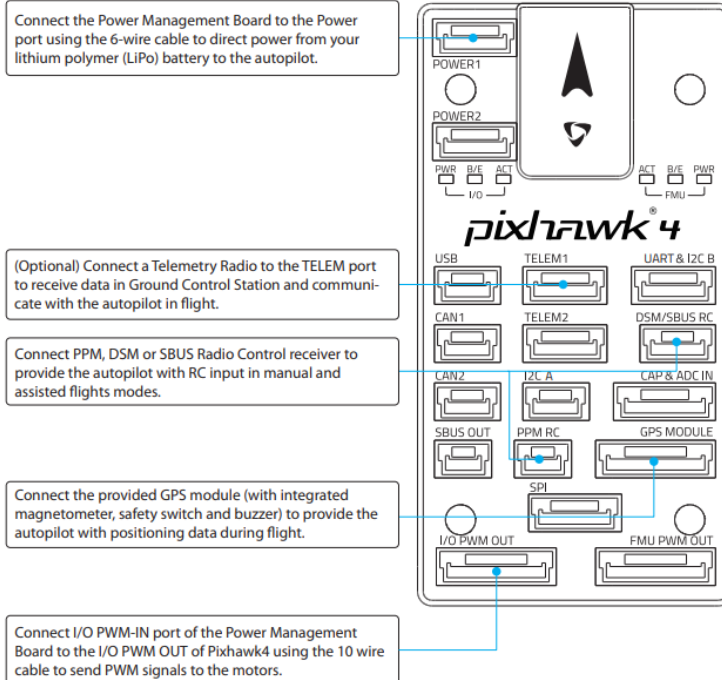 Connect the Power Management Board to the Power
port using the 6-wire cable to direct power from your
lithium polymer (LiPo) battery to the autopilot.
POWER1
POWER2
PWR B/E ACT
I/O
ACT B/E PWR
FMU
pixhawk® 4
(Optional) Connect a Telemetry Radio to the TELEM port
to receive data in Ground Control Station and communi-
cate with the autopilot in flight.
USB TELEM1 UART & I2C B
CAN1 TELEM2 DSM/SBUS RC
Connect PPM, DSM or SBUS Radio Control receiver to
provide the autopilot with RC input in manual and
assisted flights modes.
CAN2 I2C A CAP & ADC IN
SBUS OUT PPM RC GPS MODULE
Connect the provided GPS module (with integrated
magnetometer, safety switch and buzzer) to provide the
autopilot with positioning data during flight.
SPI
I/O PWM OUT FMU PWM OUT
Connect I/O PWM-IN port of the Power Management
Board to the I/O PWM OUT of Pixhawk4 using the 10 wire
cable to send PWM signals to the motors.